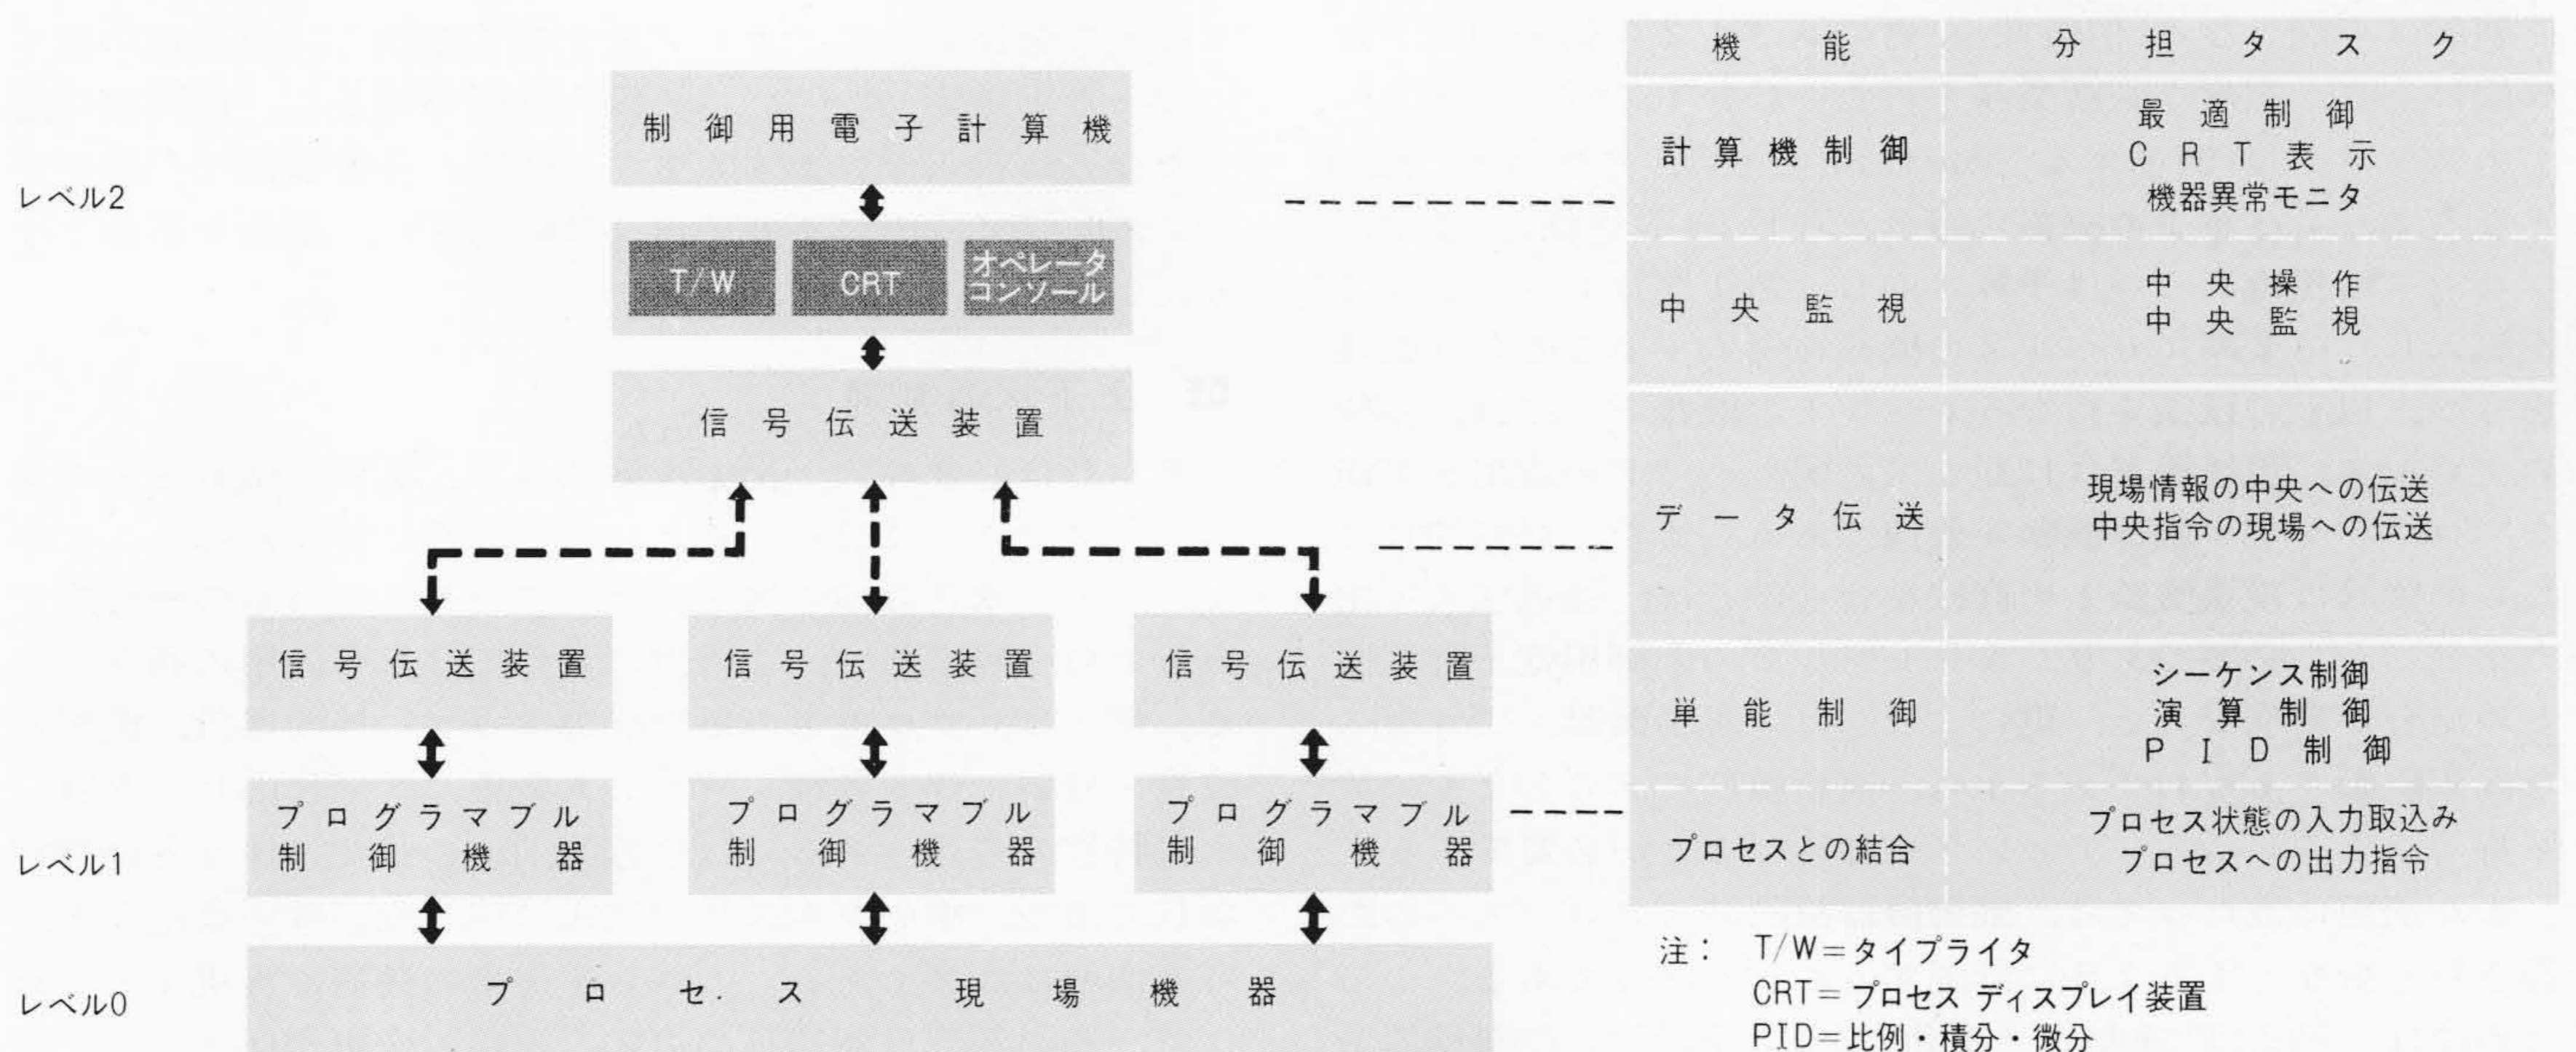 レベル2
制御用電子計算機
T/W
CRT
オペレータ
コンソール
信号伝送装置
信号伝送装置
信号伝送装置
信号伝送装置
プログラマブル
制御機器
プログラマブル
制御機器
プログラマブル
制御機器
レベル1
プロセス 現場機器
レベル0
機能 分担タスク
計算機制御
最適制御
CRT表示
機器異常モニタ
中央監視
中央操作
中央監視
データ伝送
現場情報の中央への伝送
中央指令の現場への伝送
単能制御
シーケンス制御
演算制御
PID制御
プロセスとの結合
プロセス状態の入力取込み
プロセスへの出力指令
注: T/W=タイプライタ
CRT=プロセス ディスプレイ装置
PID=比例・積分・微分